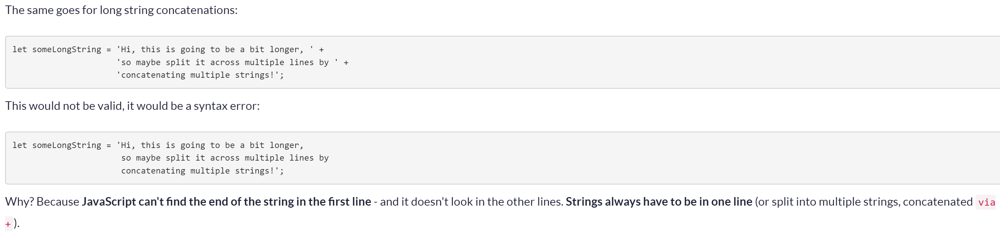 The same goes for long string concatenations:
let someLongString = 'Hi, this is going to be a bit longer, ' +
'so maybe split it across multiple lines by ' +
'concatenating multiple strings!';
This would not be valid, it would be a syntax error:
let someLongString = 'Hi, this is going to be a bit longer,
so maybe split it across multiple lines by
concatenating multiple strings!';
Why? Because JavaScript can't find the end of the string in the first line - and it doesn't look in the other lines. Strings always have to be in one line (or split into multiple strings, concatenated via
+ ).